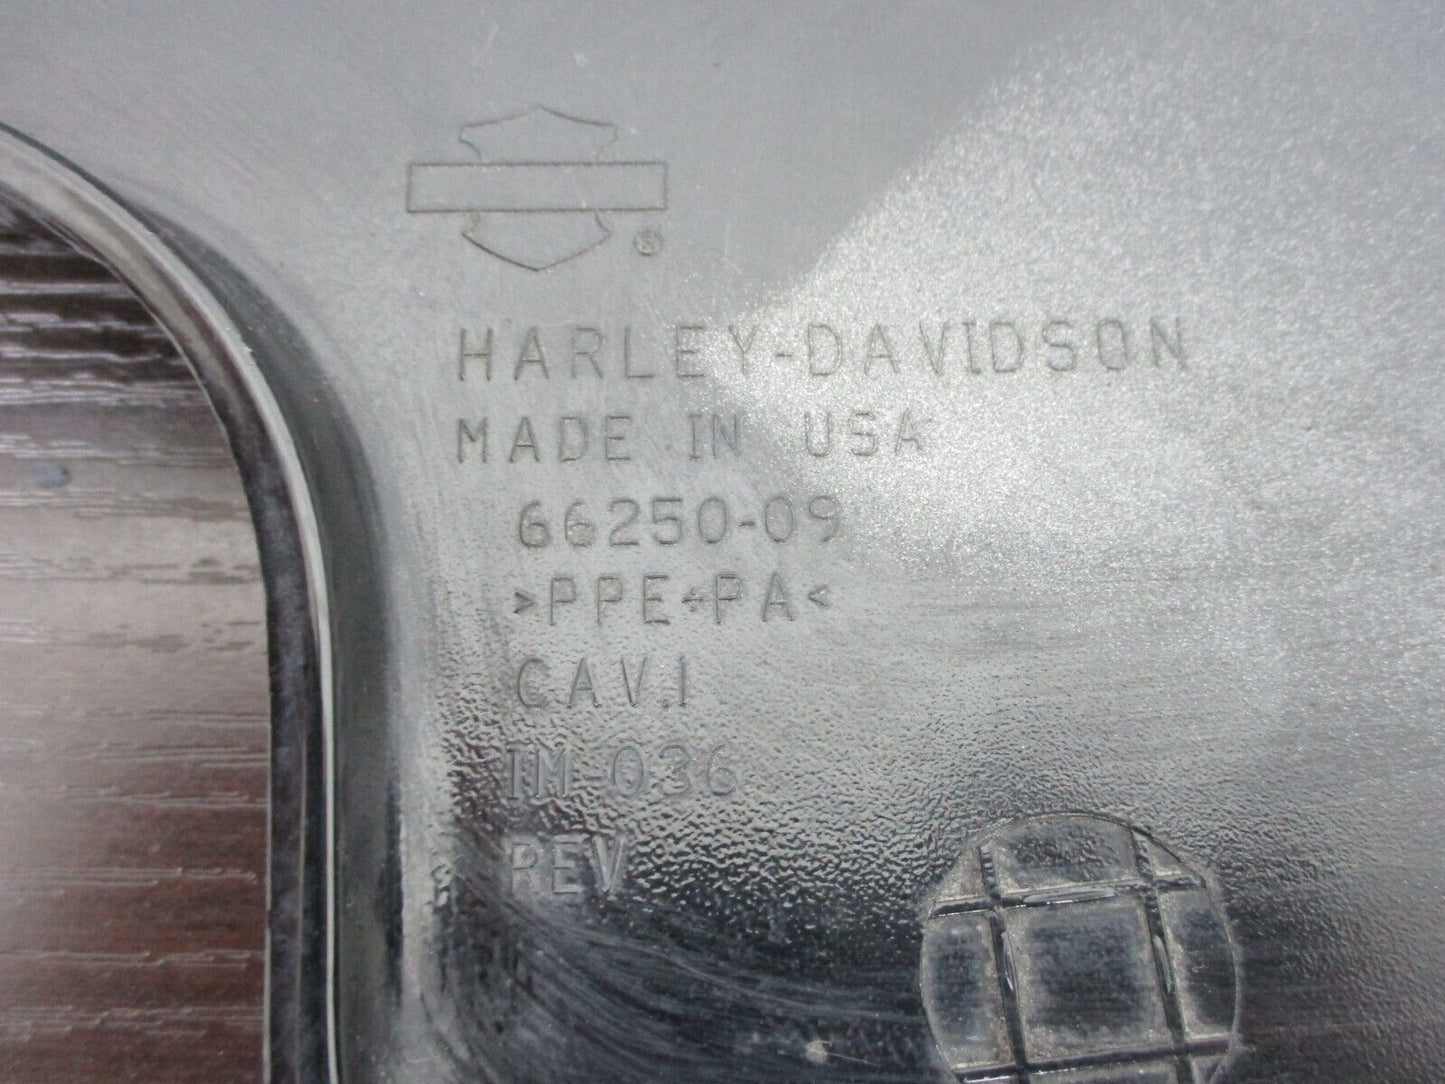 ®
HARLEY-DAVIDSON
MADE IN USA
66250-09
>PPE+PA<
CAV.1
IM-036
REV